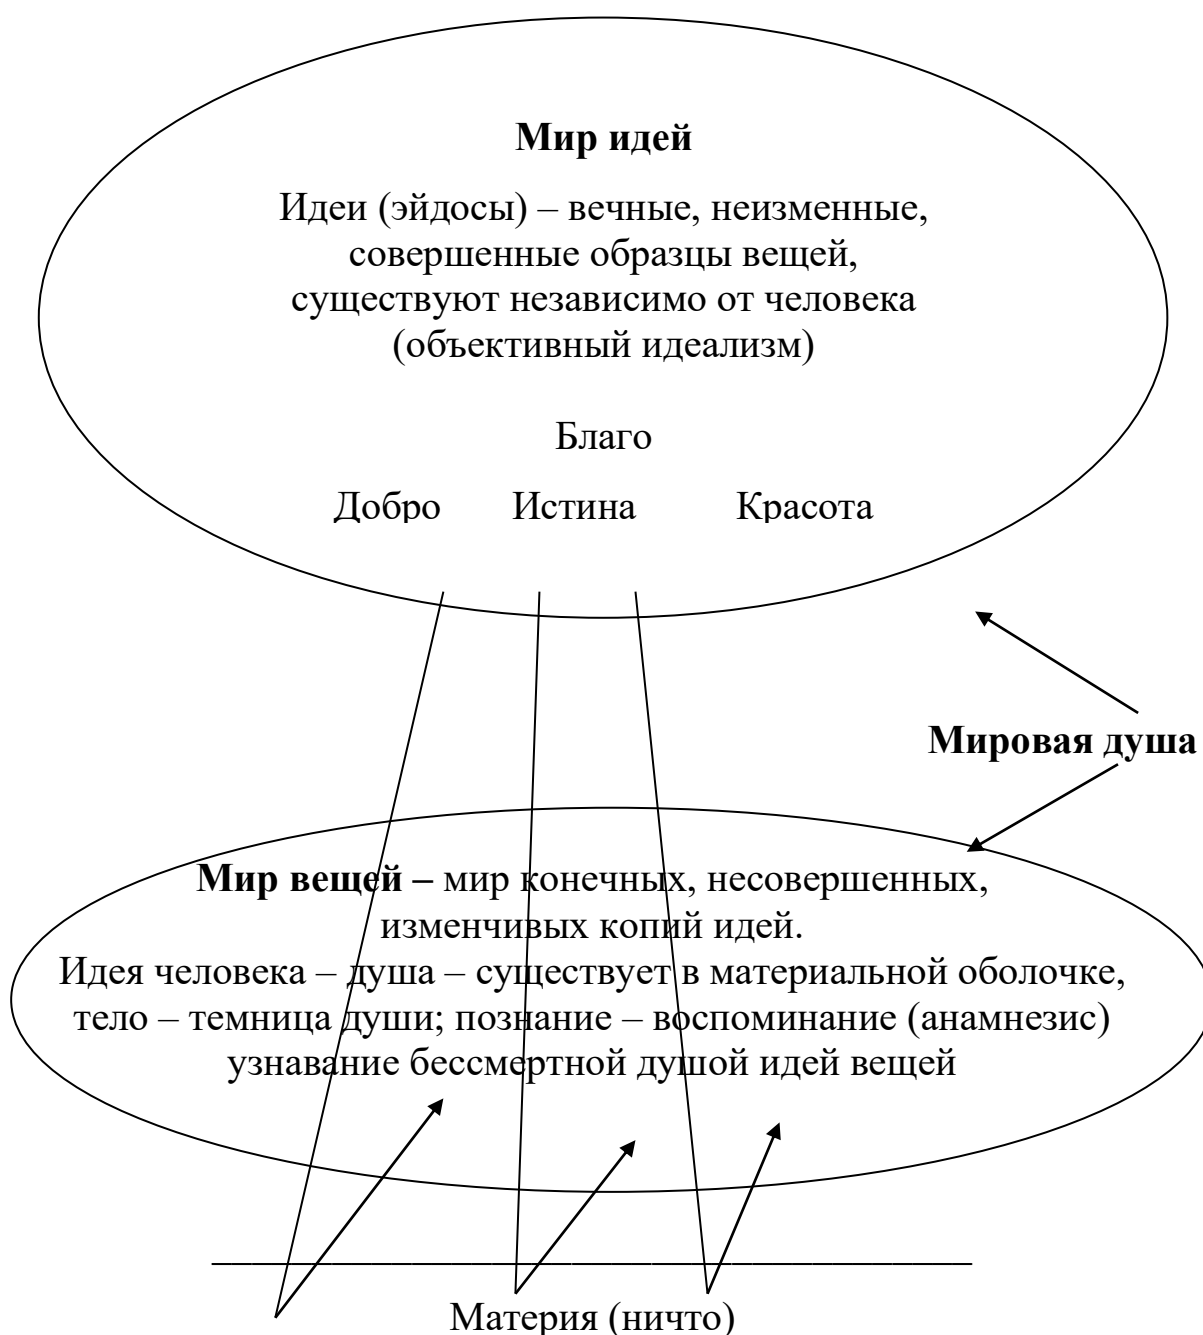 Мир идей
Идеи (эйдосы) – вечные, неизменные,
совершенные образцы вещей,
существуют независимо от человека
(объективный идеализм)
Благо
Добро Истина Красота
Мировая душа
Мир вещей – мир конечных, несовершенных,
изменчивых копий идей.
Идея человека – душа – существует в материальной оболочке,
тело – темница души; познание – воспоминание (анамнезис)
узнавание бессмертной душой идей вещей
Материя (ничто)